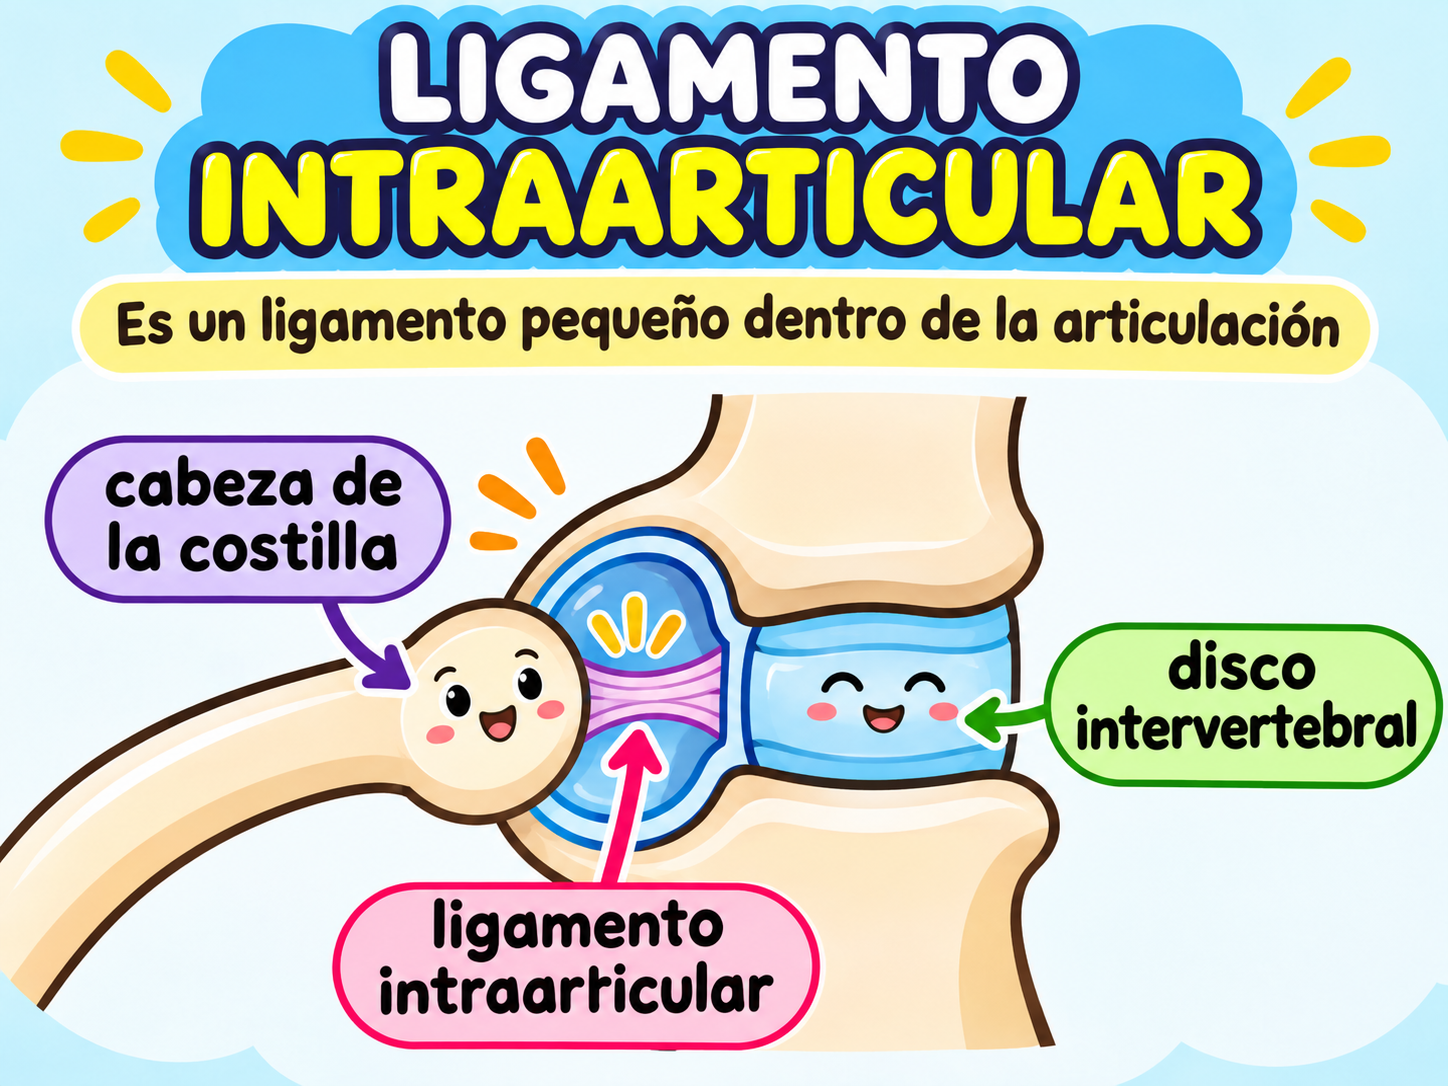 LIGAMENTO
INTRAARTICULAR
Es un ligamento pequeño dentro de la articulación
cabeza de
la costilla
disco
intervertebral
ligamento
intraarticular